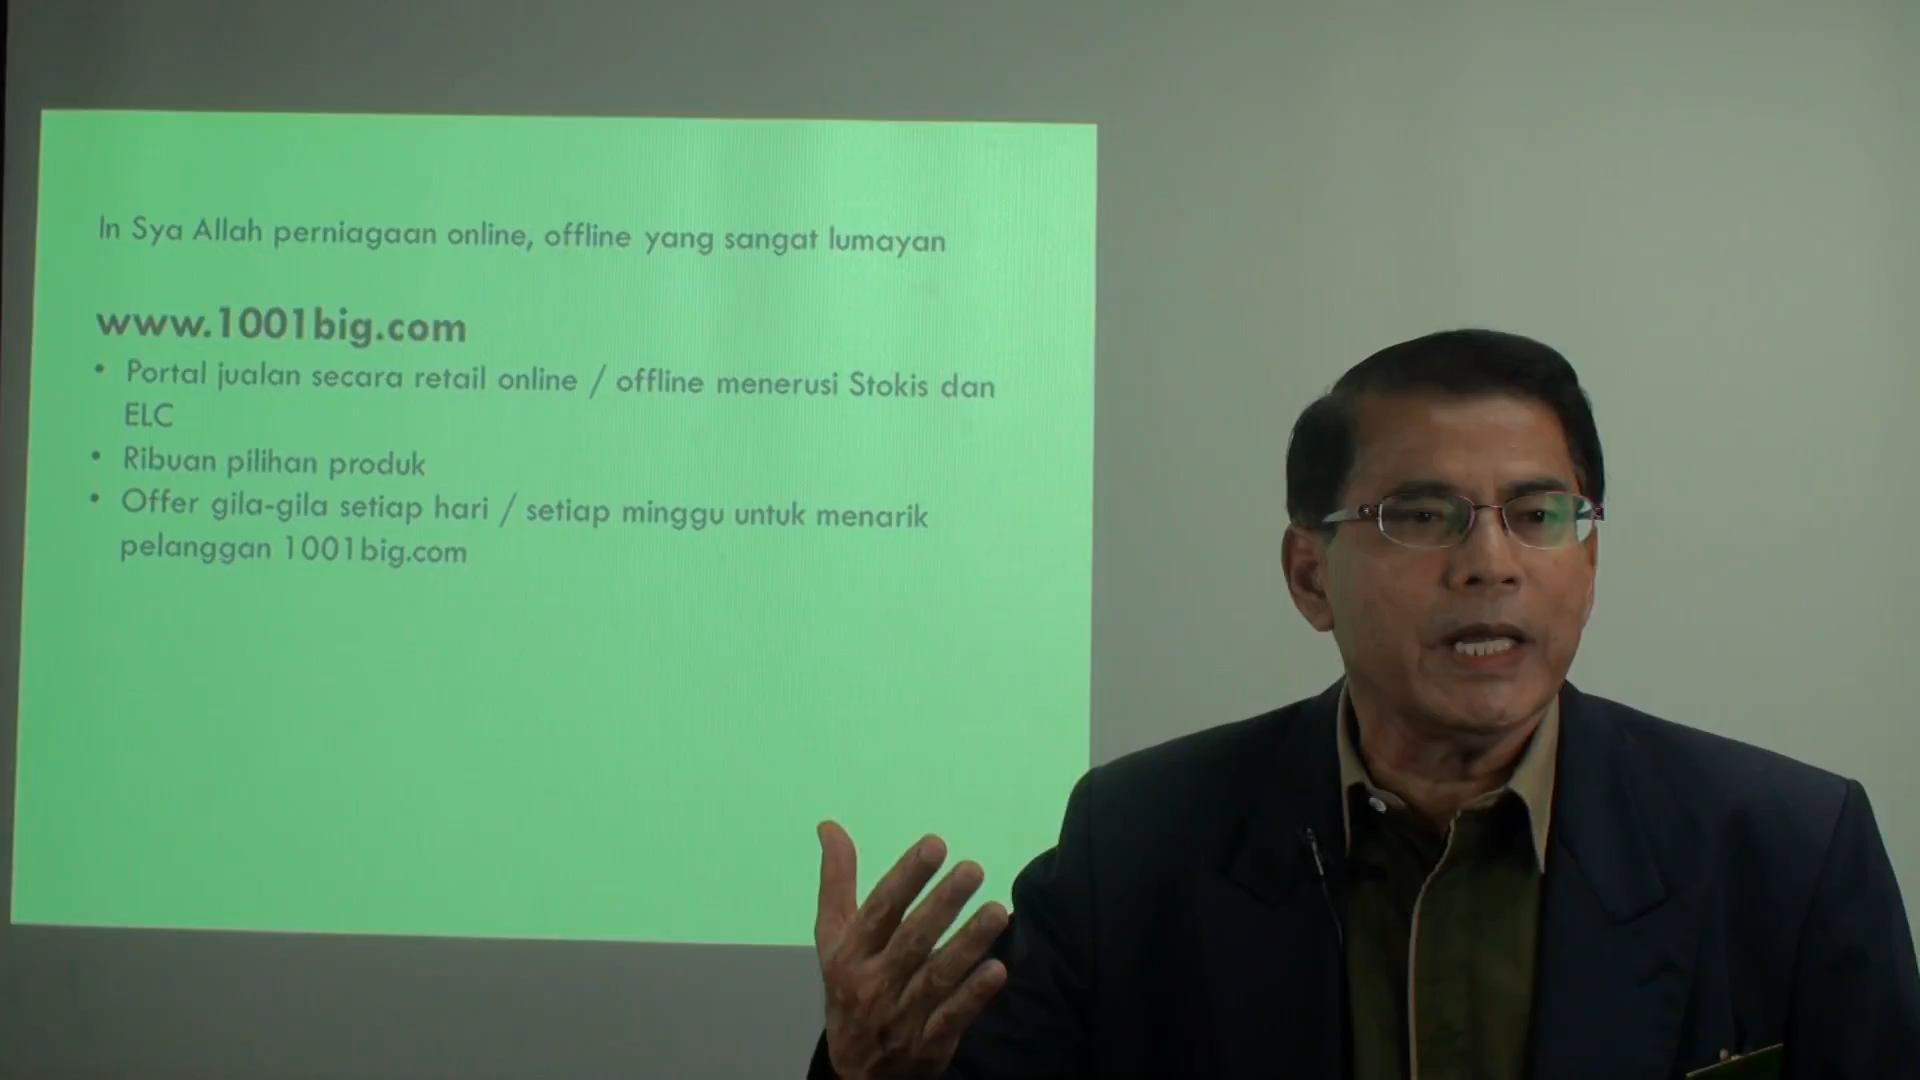 In Sya Allah perniagaan online, offline yang sangat lumayan
www.1001big.com
• Portal jualan secara retail online / offline menerusi Stokis dan
ELC
• Ribuan pilihan produk
• Offer gila-gila setiap hari / setiap minggu untuk menarik
pelanggan 1001big.com